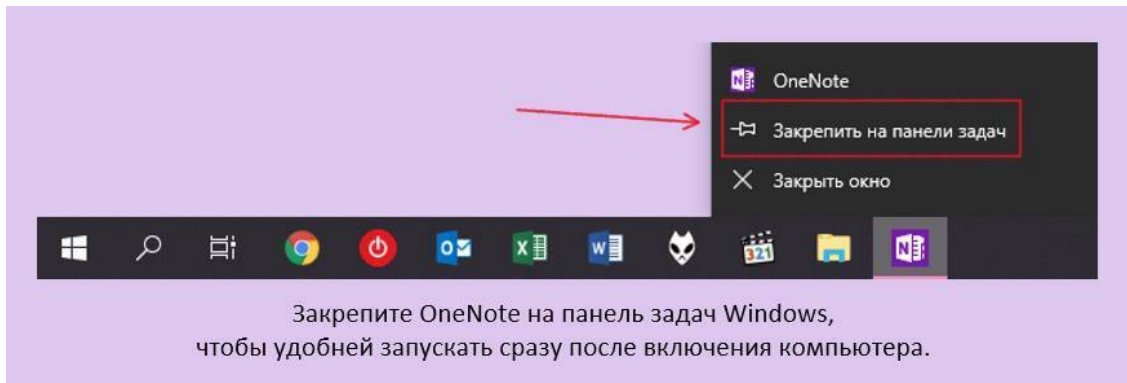 OneNote
Закрепить на панели задач
Закрыть окно
321
Закрепите OneNote на панель задач Windows,
чтобы удобней запускать сразу после включения компьютера.